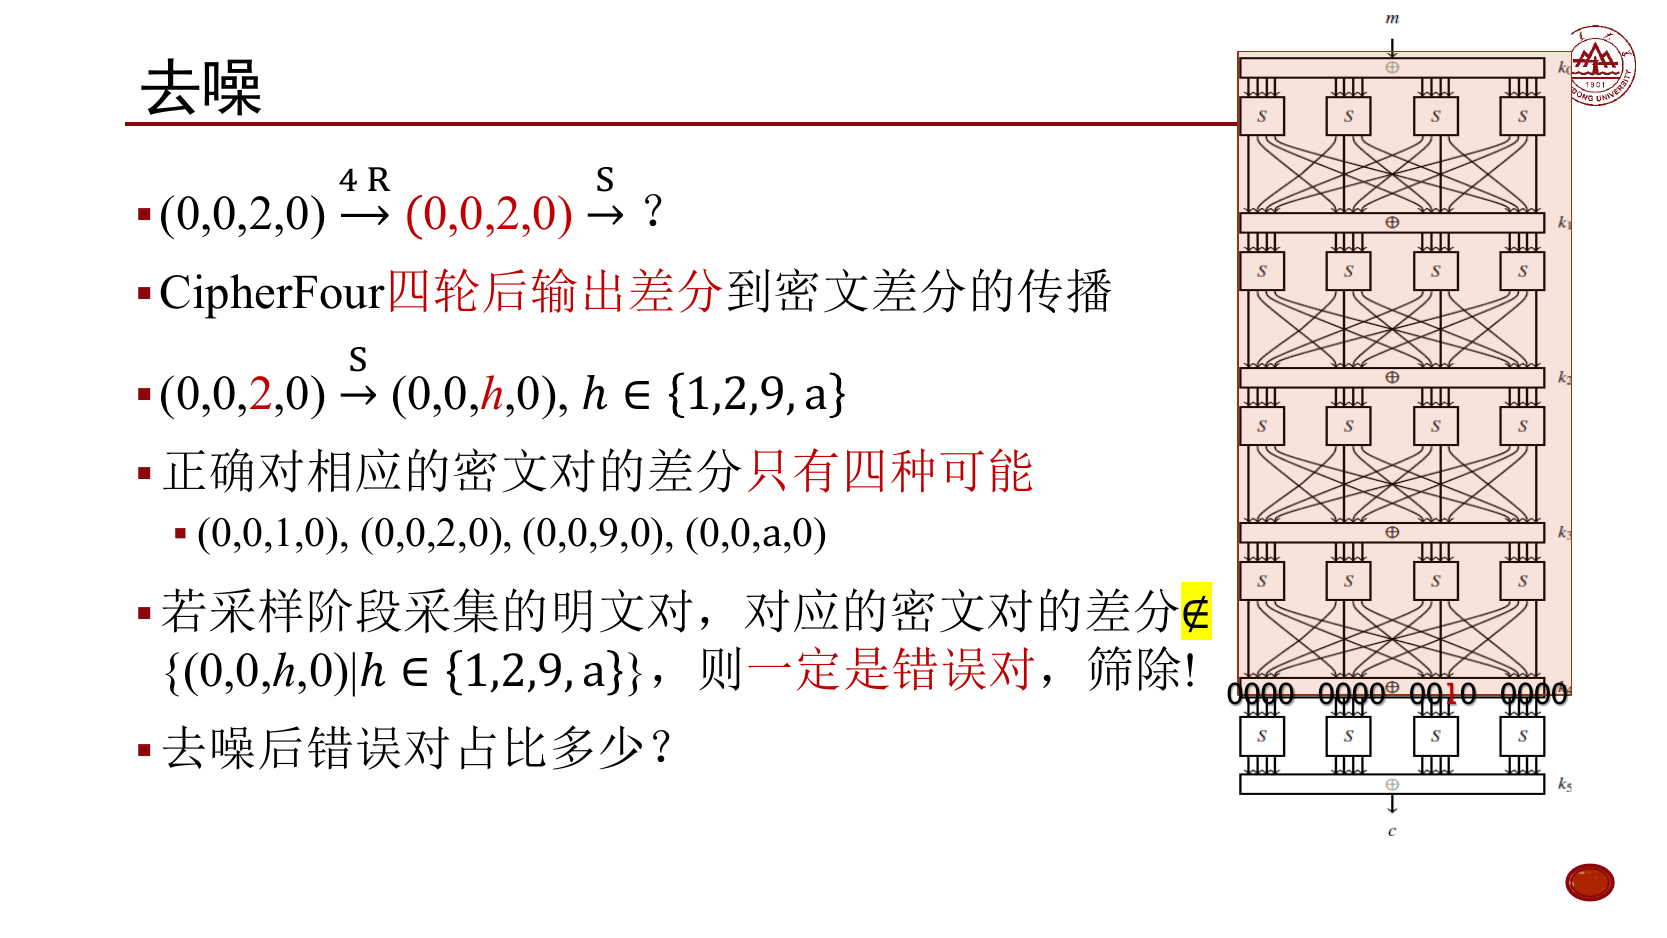 去噪
(0,0,2,0) 4 R → (0,0,2,0) S → ?
CipherFour四轮后输出差分到密文差分的传播
(0,0,2,0) S → (0,0,h,0), h ∈ {1,2,9,a}
正确对相应的密文对的差分只有四种可能
(0,0,1,0), (0,0,2,0), (0,0,9,0), (0,0,a,0)
若采样阶段采集的明文对，对应的密文对的差分∉
{(0,0,h,0)|h ∈ {1,2,9,a}}，则一定是错误对，筛除!
去噪后错误对占比多少？
m
k0
S S S S
k1
S S S S
k2
S S S S
k3
S S S S
0000 0000 0010 0000
S S S S
k5
c
1901
DONG UNIVERSITY